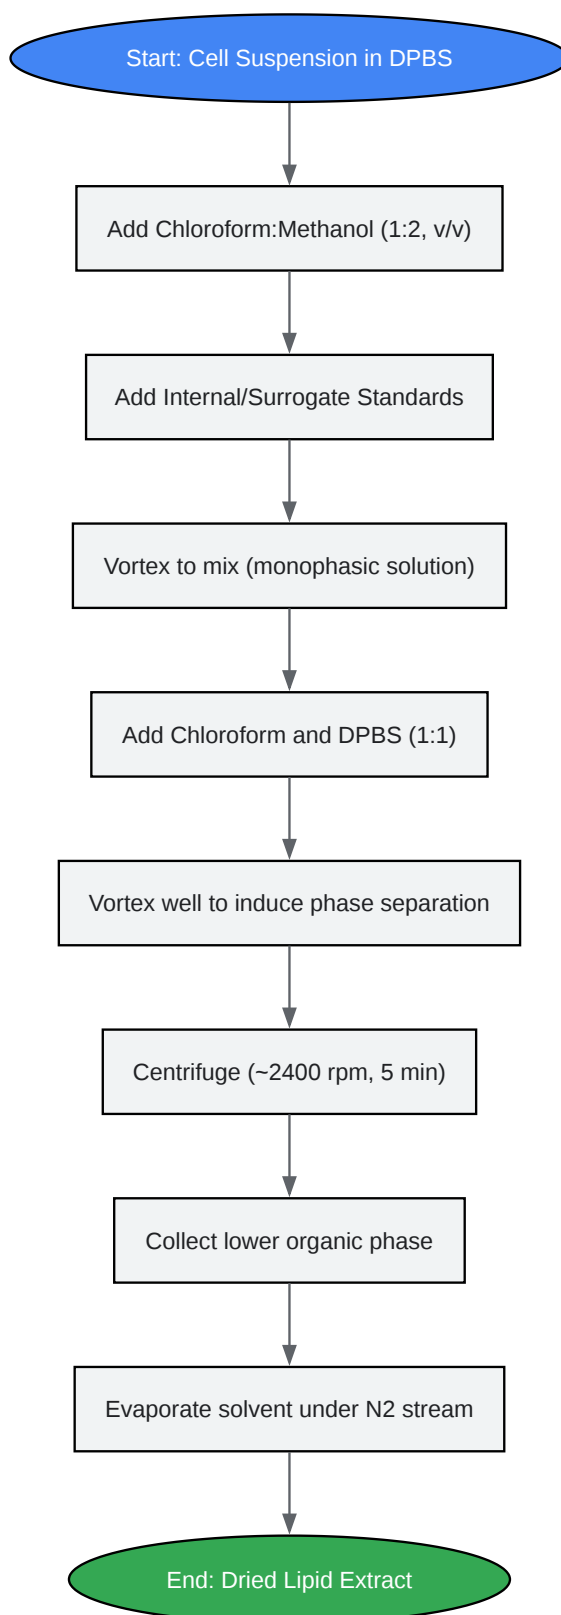 Start: Cell Suspension in DPBS
Add Chloroform:Methanol (1:2, v/v)
Add Internal/Surrogate Standards
Vortex to mix (monophasic solution)
Add Chloroform and DPBS (1:1)
Vortex well to induce phase separation
Centrifuge (~2400 rpm, 5 min)
Collect lower organic phase
Evaporate solvent under N2 stream
End: Dried Lipid Extract